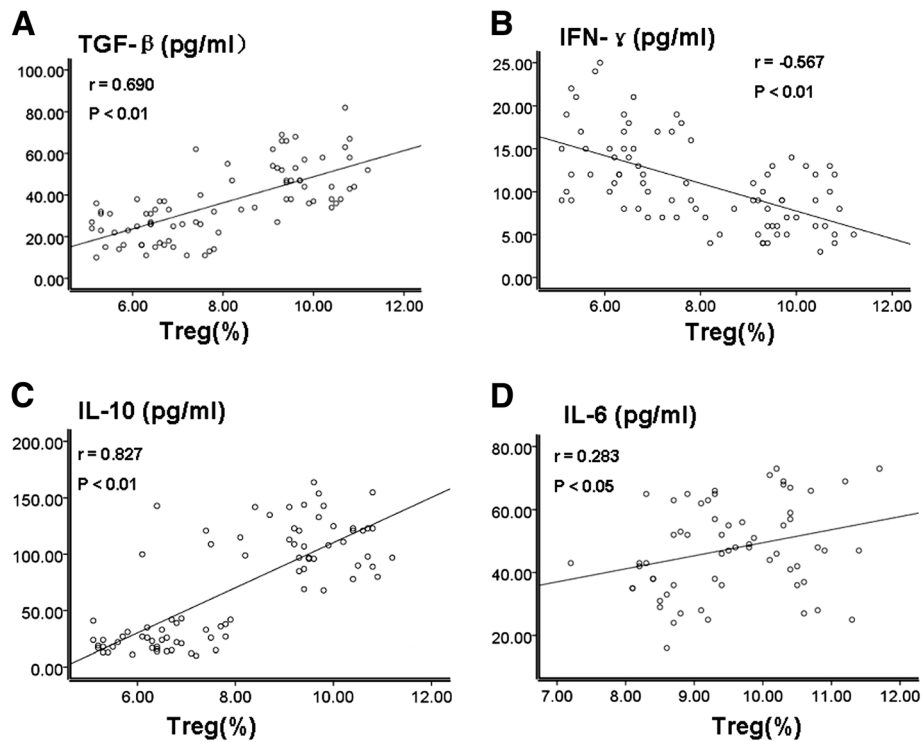 A
TGF-β (pg/ml）
r = 0.690
P < 0.01
100.00
80.00
60.00
40.00
20.00
0.00
6.00 8.00 10.00 12.00
Treg(%)
B
IFN-ɤ (pg/ml)
r = -0.567
P < 0.01
25.00
20.00
15.00
10.00
5.00
0.00
6.00 8.00 10.00 12.00
Treg(%)
C
IL-10 (pg/ml)
r = 0.827
P < 0.01
200.00
150.00
100.00
50.00
0.00
6.00 8.00 10.00 12.00
Treg(%)
D
IL-6 (pg/ml)
r = 0.283
P < 0.05
80.00
60.00
40.00
20.00
7.00 8.00 9.00 10.00 11.00 12.00
Treg(%)